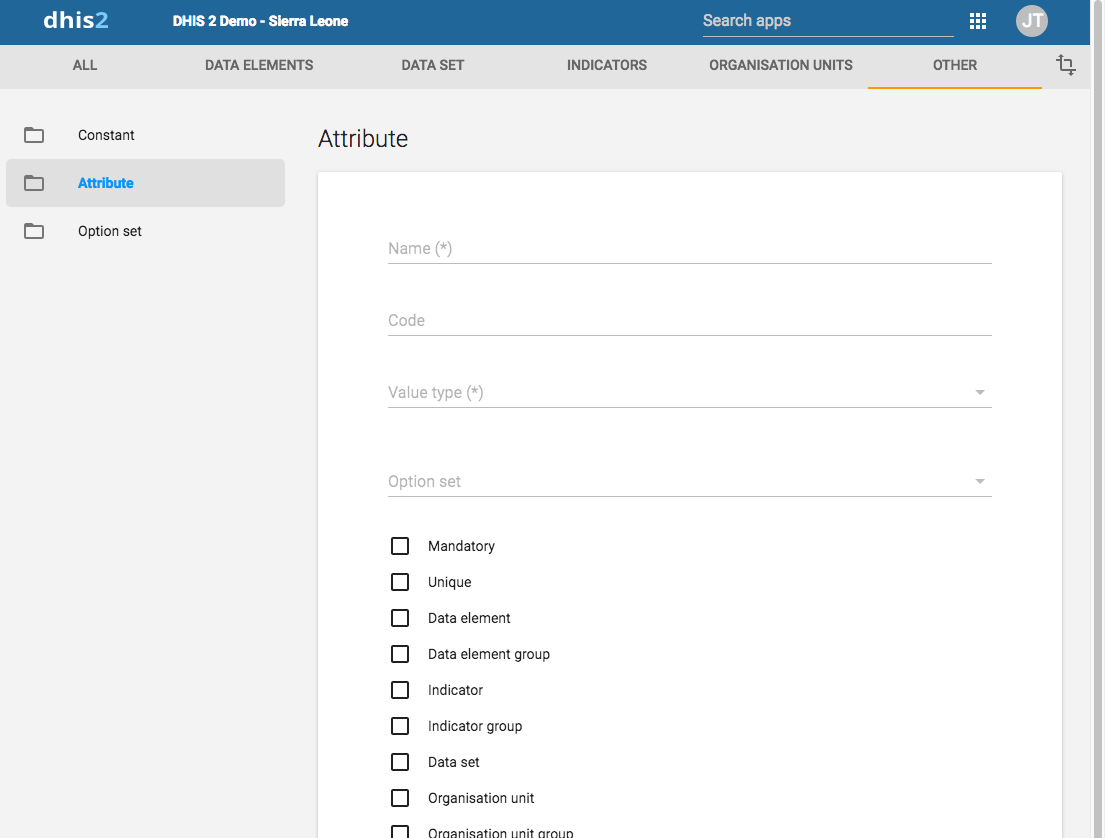 dhis2 DHIS 2 Demo - Sierra Leone Search apps JT
ALL DATA ELEMENTS DATA SET INDICATORS ORGANISATION UNITS OTHER
Constant
Attribute
Option set
Attribute
Name (*)
Code
Value type (*)
Option set
Mandatory
Unique
Data element
Data element group
Indicator
Indicator group
Data set
Organisation unit
Organisation unit group